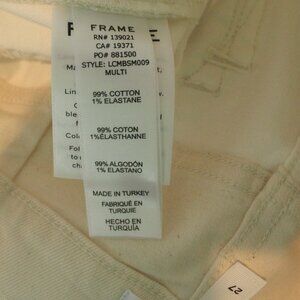 FRAME
RN# 139021
CA# 19371
PO# 881500
STYLE: LCMBSM009
MULTI
99% COTTON
1% ELASTANE
99% COTON
1% ÉLASTHANNE
99% ALGODÓN
1% ELASTANO
MADE IN TURKEY
FABRIQUÉ EN
TURQUIE
HECHO EN
TURQUÍA
27